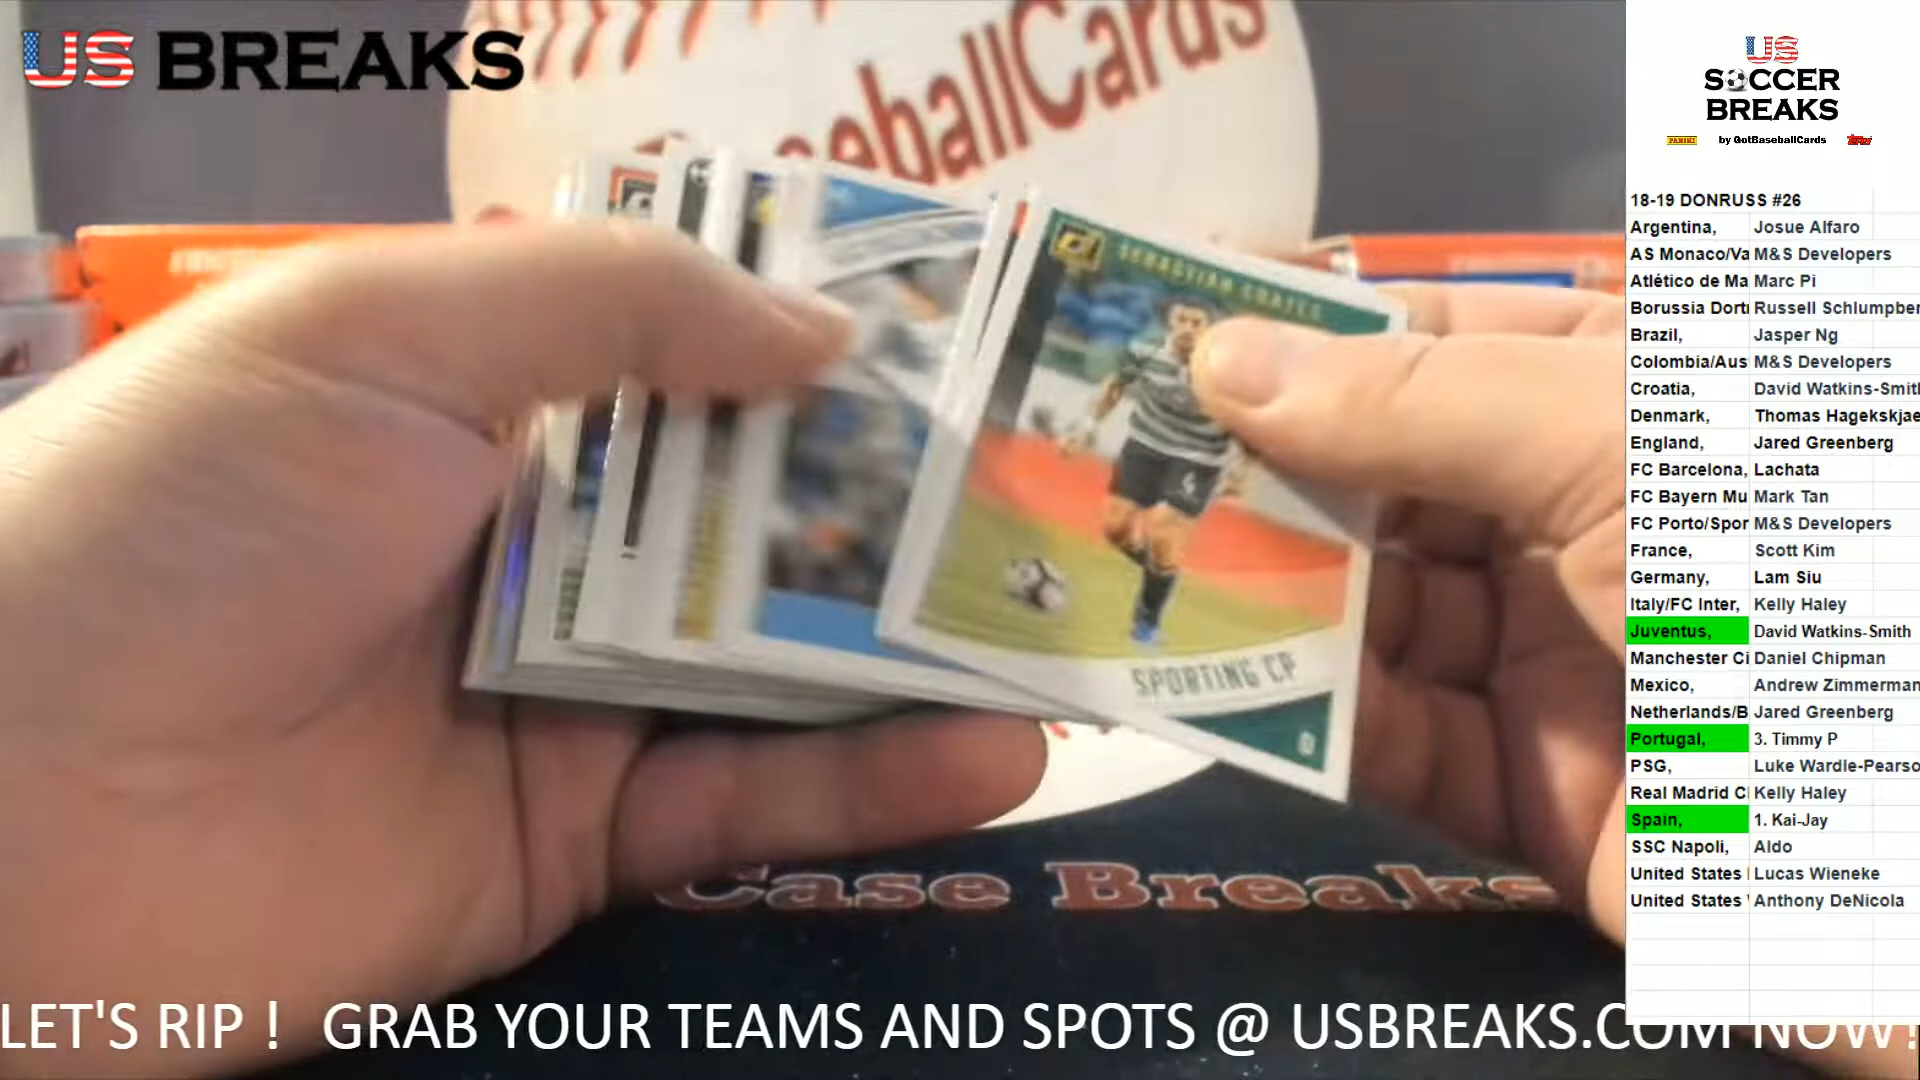 US BREAKS
BaseballCards
SEBASTIAN COATES
4
SPORTING CP
Case Breaks
US
SOCCER
BREAKS
PANINI by GotBaseballCards Topps
18-19 DONRUSS #26
Argentina, Josue Alfaro
AS Monaco/Va M&S Developers
Atlético de Ma Marc Pi
Borussia Dort Russell Schlumpber
Brazil, Jasper Ng
Colombia/Aus M&S Developers
Croatia, David Watkins-Smith
Denmark, Thomas Hagekskjae
England, Jared Greenberg
FC Barcelona, Lachata
FC Bayern Mu Mark Tan
FC Porto/Spor M&S Developers
France, Scott Kim
Germany, Lam Siu
Italy/FC Inter, Kelly Haley
Juventus, David Watkins-Smith
Manchester Ci Daniel Chipman
Mexico, Andrew Zimmerman
Netherlands/B Jared Greenberg
Portugal, 3. Timmy P
PSG, Luke Wardle-Pearso
Real Madrid C Kelly Haley
Spain, 1. Kai-Jay
SSC Napoli, Aldo
United States Lucas Wieneke
United States Anthony DeNicola
LET'S RIP ! GRAB YOUR TEAMS AND SPOTS @ USBREAKS.COM NOW!